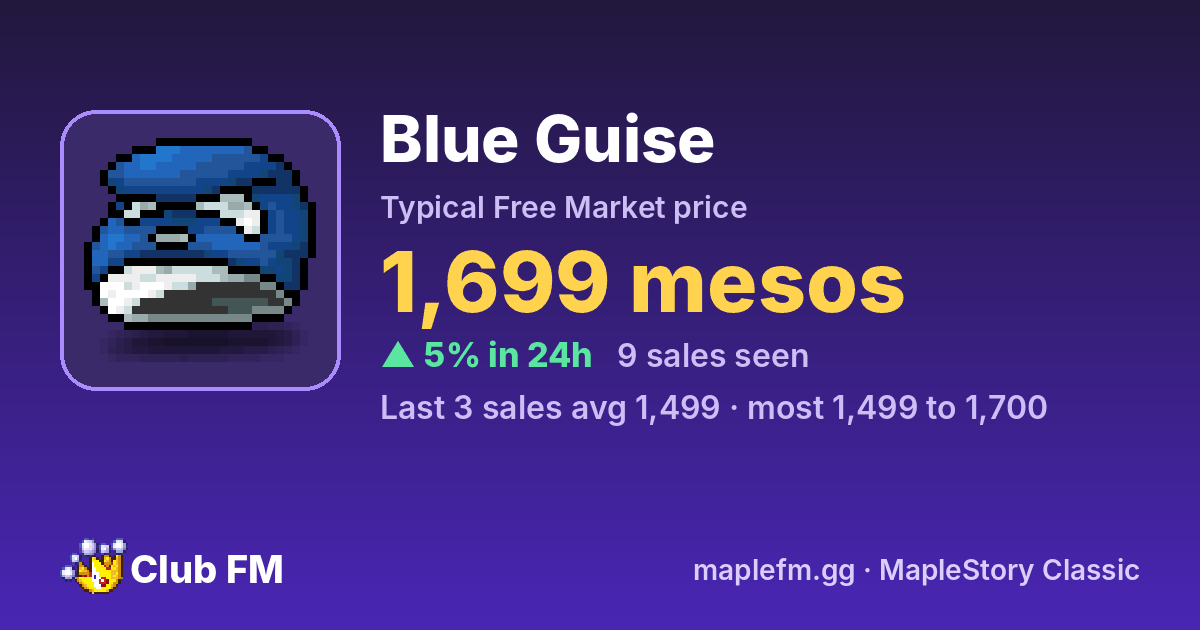 Blue Guise
Typical Free Market price
1,699 mesos
▲ 5% in 24h 9 sales seen
Last 3 sales avg 1,499 · most 1,499 to 1,700
Club FM
maplefm.gg · MapleStory Classic